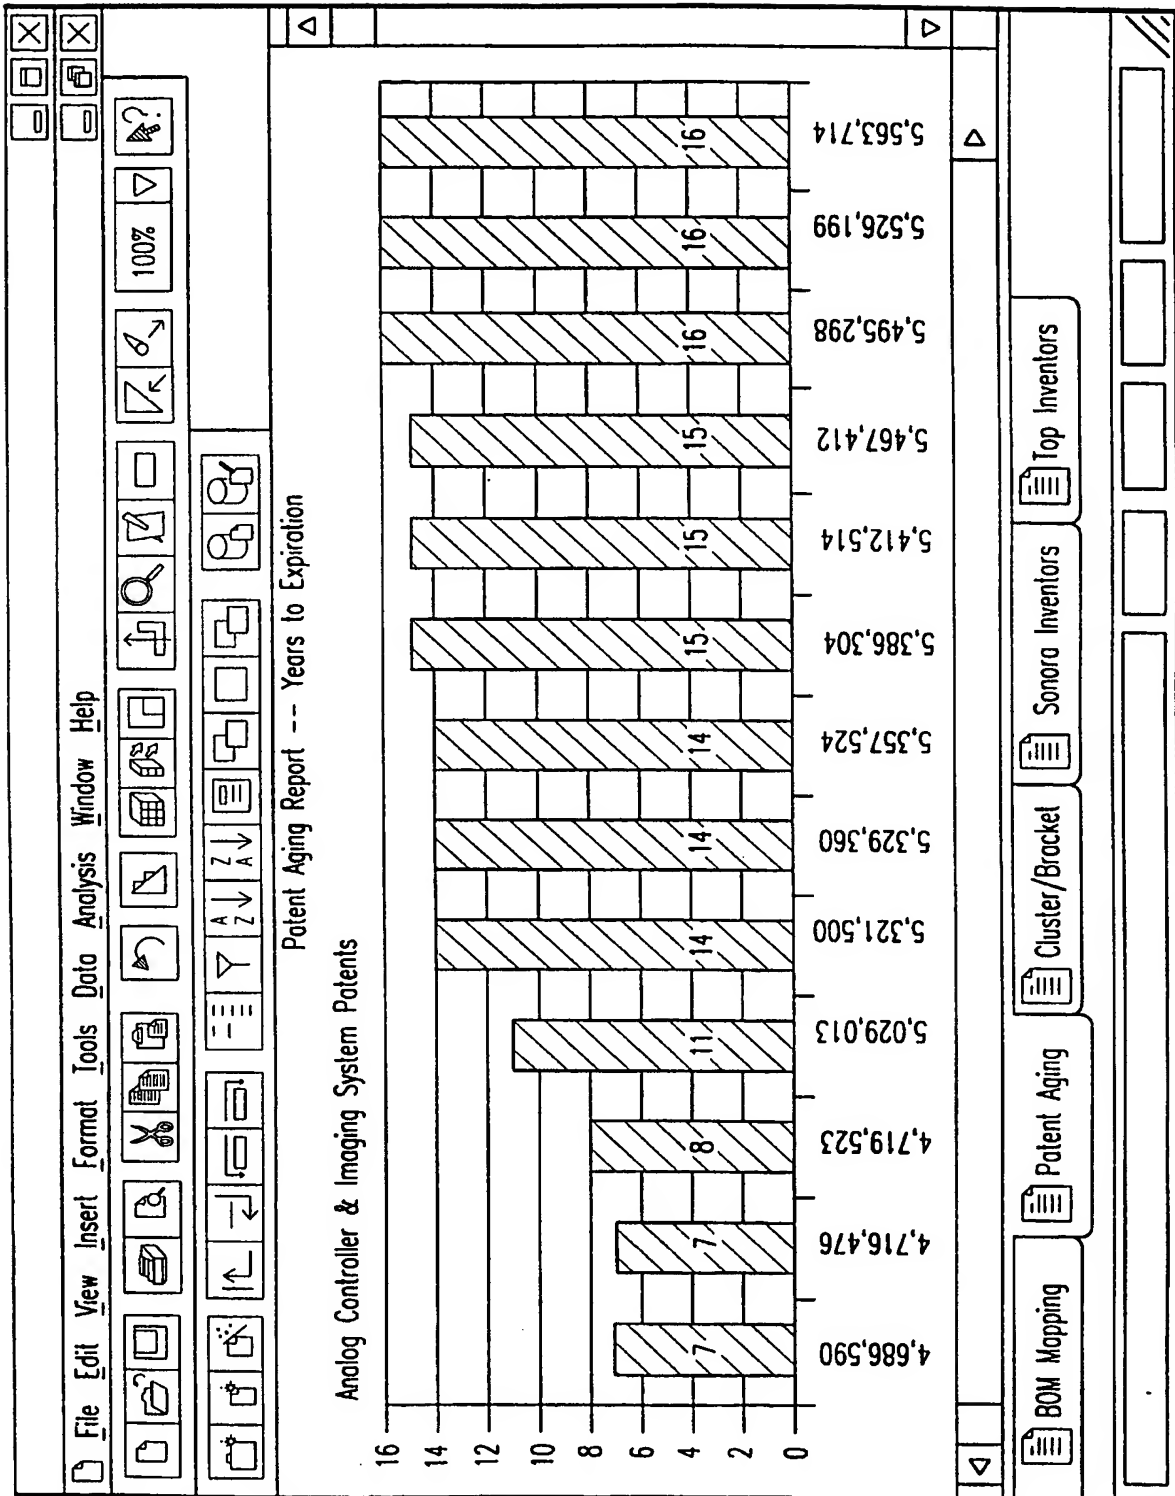 File Edit View Insert Format Tools Data Analysis Window Help
100%
?
A Z
Z A
Patent Aging Report -- Years to Expiration
Analog Controller & Imaging System Patents
16
14
12
10
8
6
4
2
0
7 7 8 11 14 14 14 15 15 15 16 16 16
4,686,590 4,716,476 4,719,523 5,029,013 5,321,500 5,329,360 5,357,524 5,386,304 5,412,514 5,467,412 5,495,298 5,526,199 5,563,714
BOM Mapping Patent Aging Cluster/Bracket Sonora Inventors Top Inventors